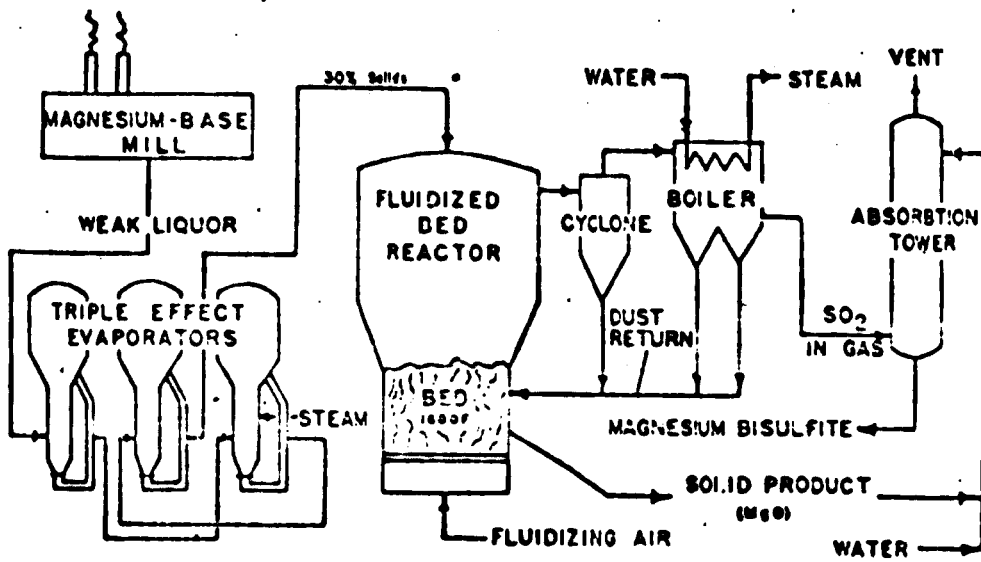 MAGNESIUM-BASE
MILL
30% Solids
WATER
STEAM
VENT
WEAK LIQUOR
FLUIDIZED
BED
REACTOR
CYCLONE
BOILER
ABSORBTION
TOWER
TRIPLE EFFECT
EVAPORATORS
DUST
RETURN
SO2
IN GAS
STEAM
BED
MAGNESIUM BISULFITE
SOLID PRODUCT
(MgO)
FLUIDIZING AIR
WATER